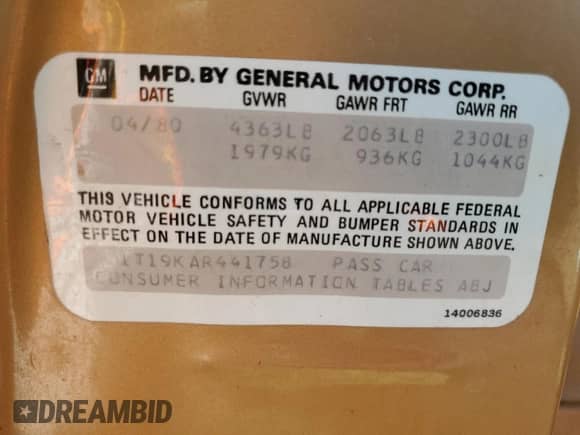 GM MFD. BY GENERAL MOTORS CORP.
DATE GVWR GAWR FRT GAWR RR
04/80 4363LB 2063LB 2300LB
1979KG 936KG 1044KG
THIS VEHICLE CONFORMS TO ALL APPLICABLE FEDERAL
MOTOR VEHICLE SAFETY AND BUMPER STANDARDS IN
EFFECT ON THE DATE OF MANUFACTURE SHOWN ABOVE.
1T19KAR441758 PASS CAR
CONSUMER INFORMATION TABLES ABJ
14006836
DREAMBID